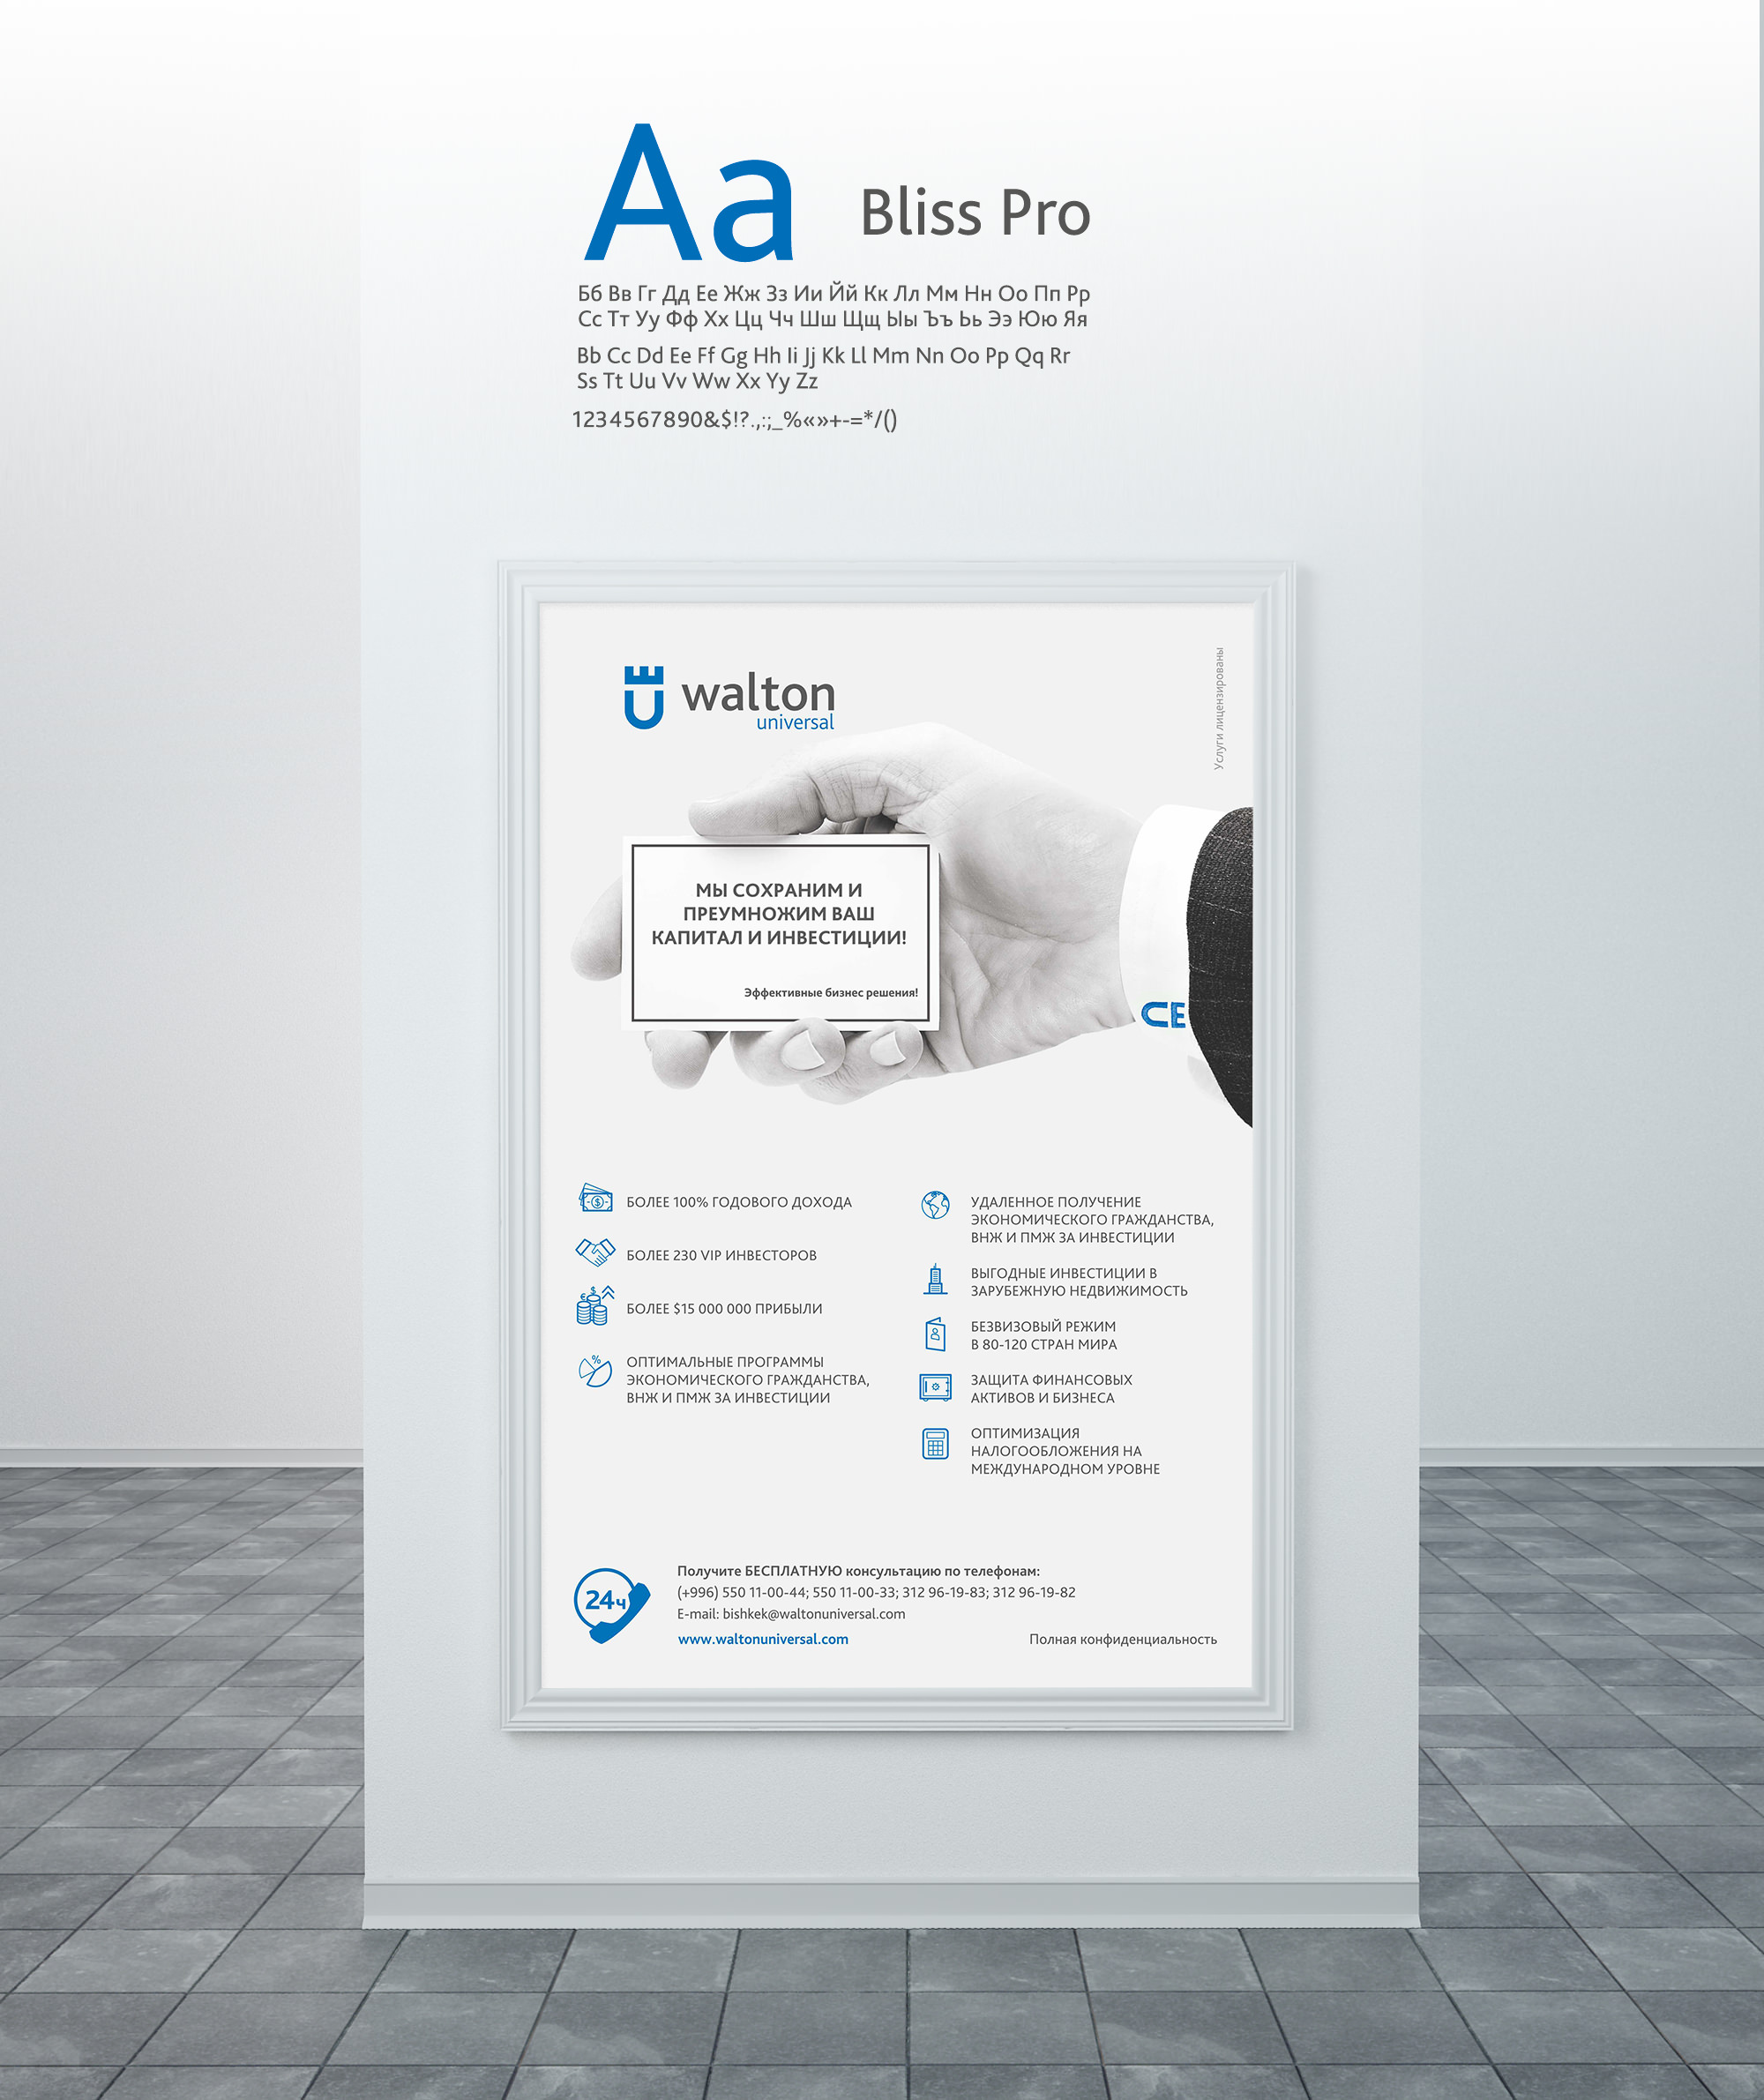 Aa
Bliss Pro
Бб Вв Гг Дд Ее Жж Зз Ии Йй Кк Лл Мм Нн Оо Пп Рр
Сс Тт Уу Фф Хх Цц Чч Шш Щщ Ыы Ъъ Ьь Ээ Юю Яя
Bb Cc Dd Ee Ff Gg Hh Ii Jj Kk Ll Mm Nn Oo Pp Qq Rr
Ss Tt Uu Vv Ww Xx Yy Zz
1234567890&$!?.,:;_%«»+-=*/()
walton
universal
Услуги лицензированы
МЫ СОХРАНИМ И
ПРЕУМНОЖИМ ВАШ
КАПИТАЛ И ИНВЕСТИЦИИ!
Эффективные бизнес решения!
БОЛЕЕ 100% ГОДОВОГО ДОХОДА
БОЛЕЕ 230 VIP ИНВЕСТОРОВ
БОЛЕЕ $15 000 000 ПРИБЫЛИ
ОПТИМАЛЬНЫЕ ПРОГРАММЫ
ЭКОНОМИЧЕСКОГО ГРАЖДАНСТВА,
ВНЖ И ПМЖ ЗА ИНВЕСТИЦИИ
УДАЛЕННОЕ ПОЛУЧЕНИЕ
ЭКОНОМИЧЕСКОГО ГРАЖДАНСТВА,
ВНЖ И ПМЖ ЗА ИНВЕСТИЦИИ
ВЫГОДНЫЕ ИНВЕСТИЦИИ В
ЗАРУБЕЖНУЮ НЕДВИЖИМОСТЬ
БЕЗВИЗОВЫЙ РЕЖИМ
В 80-120 СТРАН МИРА
ЗАЩИТА ФИНАНСОВЫХ
АКТИВОВ И БИЗНЕСА
ОПТИМИЗАЦИЯ
НАЛОГООБЛОЖЕНИЯ НА
МЕЖДУНАРОДНОМ УРОВНЕ
24ч
Получите БЕСПЛАТНУЮ консультацию по телефонам:
(+996) 550 11-00-44; 550 11-00-33; 312 96-19-83; 312 96-19-82
E-mail: bishkek@waltonuniversal.com
www.waltonuniversal.com
Полная конфиденциальность